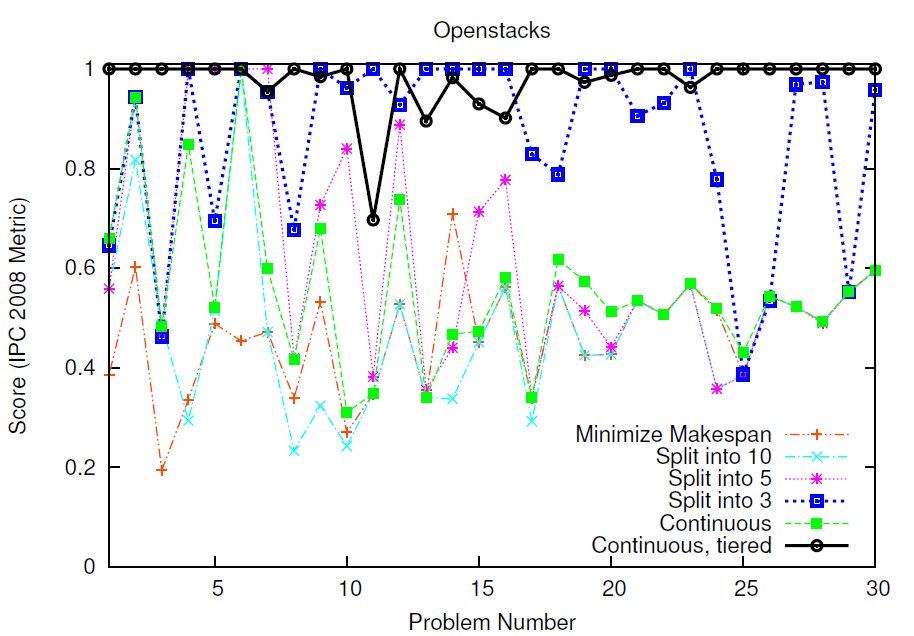 Openstacks
Score (IPC 2008 Metric)
1
0.8
0.6
0.4
0.2
0
5 10 15 20 25 30
Problem Number
Minimize Makespan
Split into 10
Split into 5
Split into 3
Continuous
Continuous, tiered